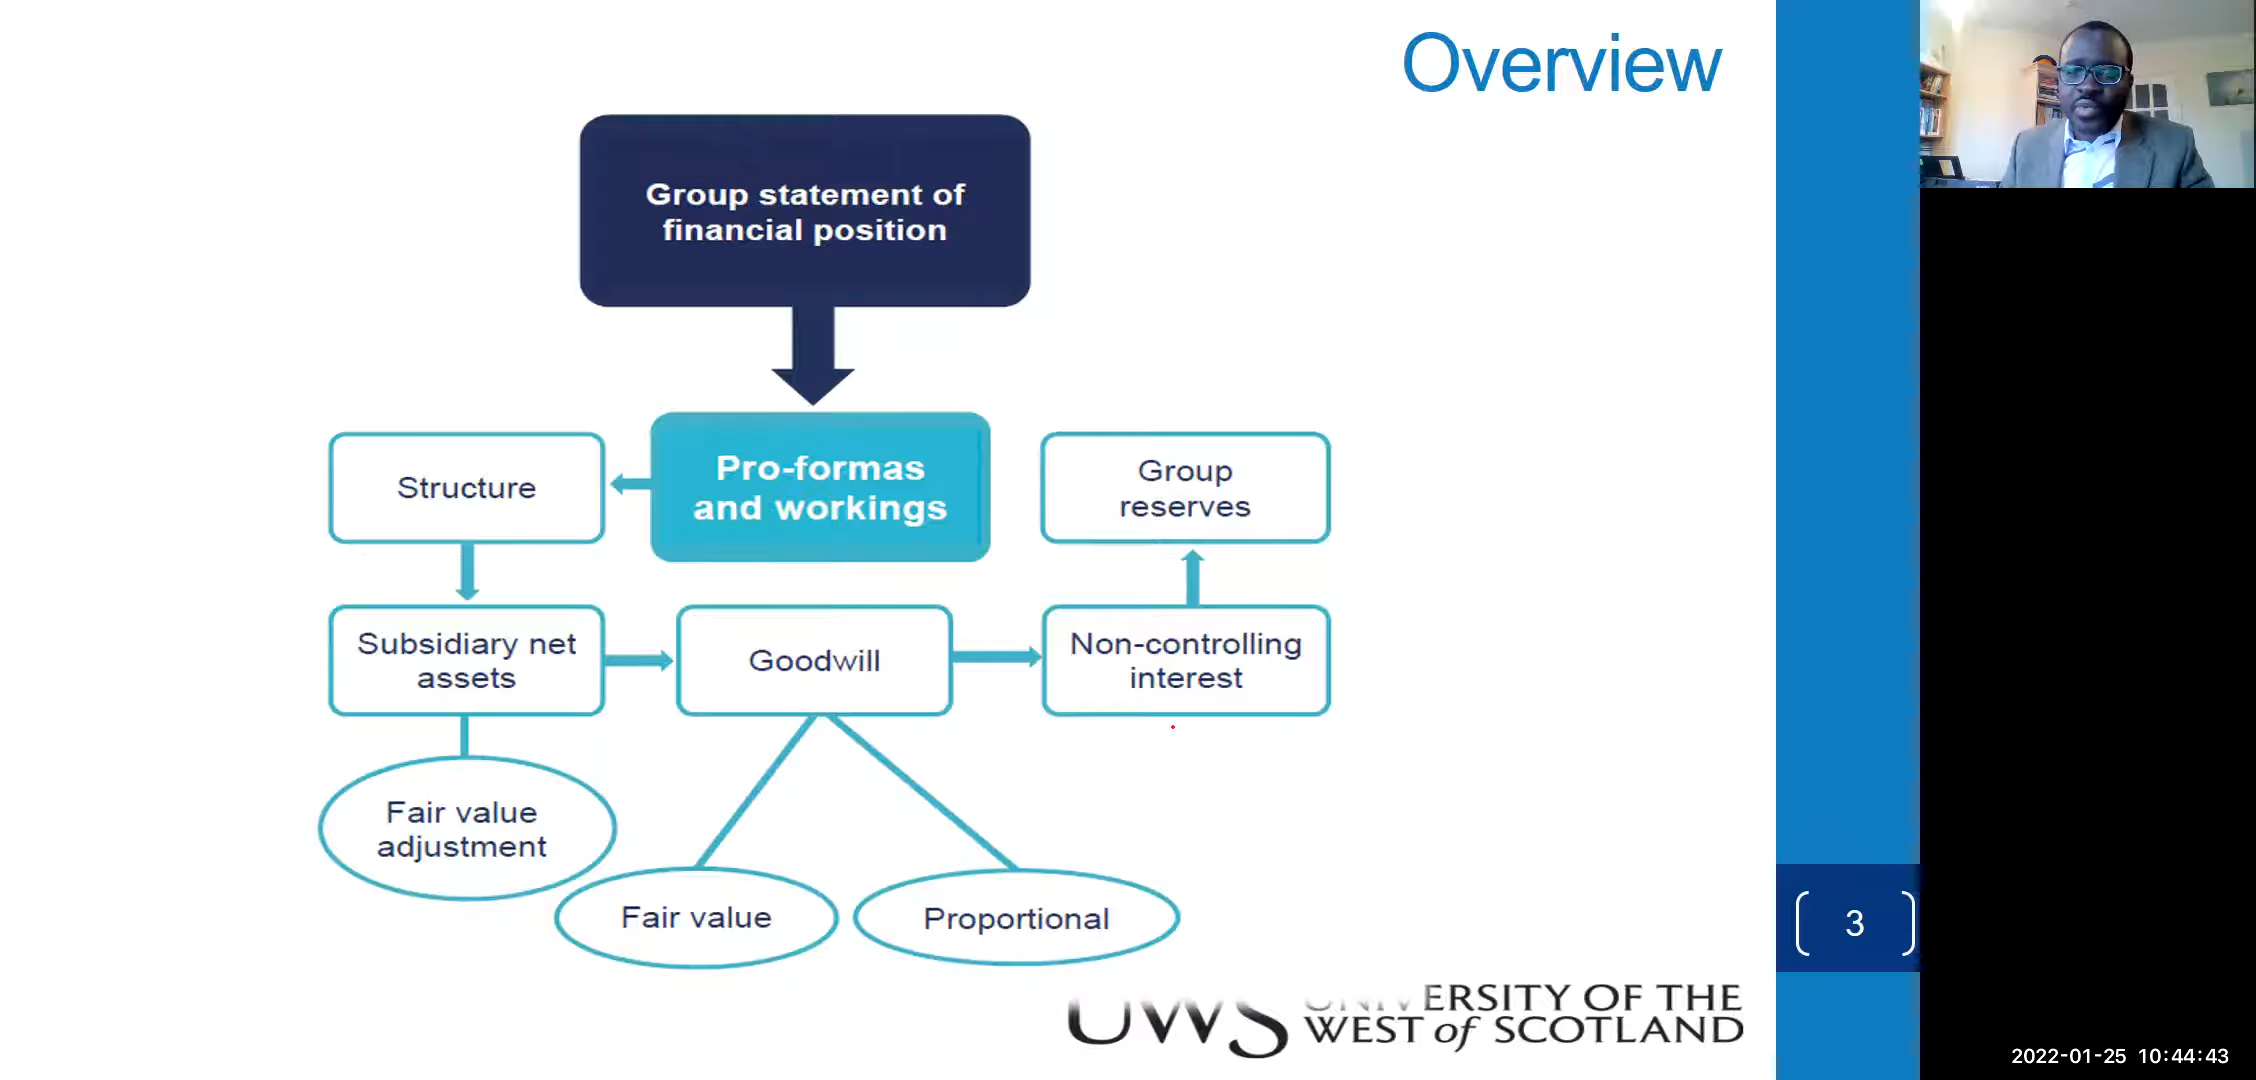 Overview
Group statement of
financial position
Structure
Pro-formas
and workings
Group
reserves
Subsidiary net
assets
Goodwill
Non-controlling
interest
Fair value
adjustment
Fair value
Proportional
3
UWS UNIVERSITY OF THE
WEST of SCOTLAND
2022-01-25 10:44:43